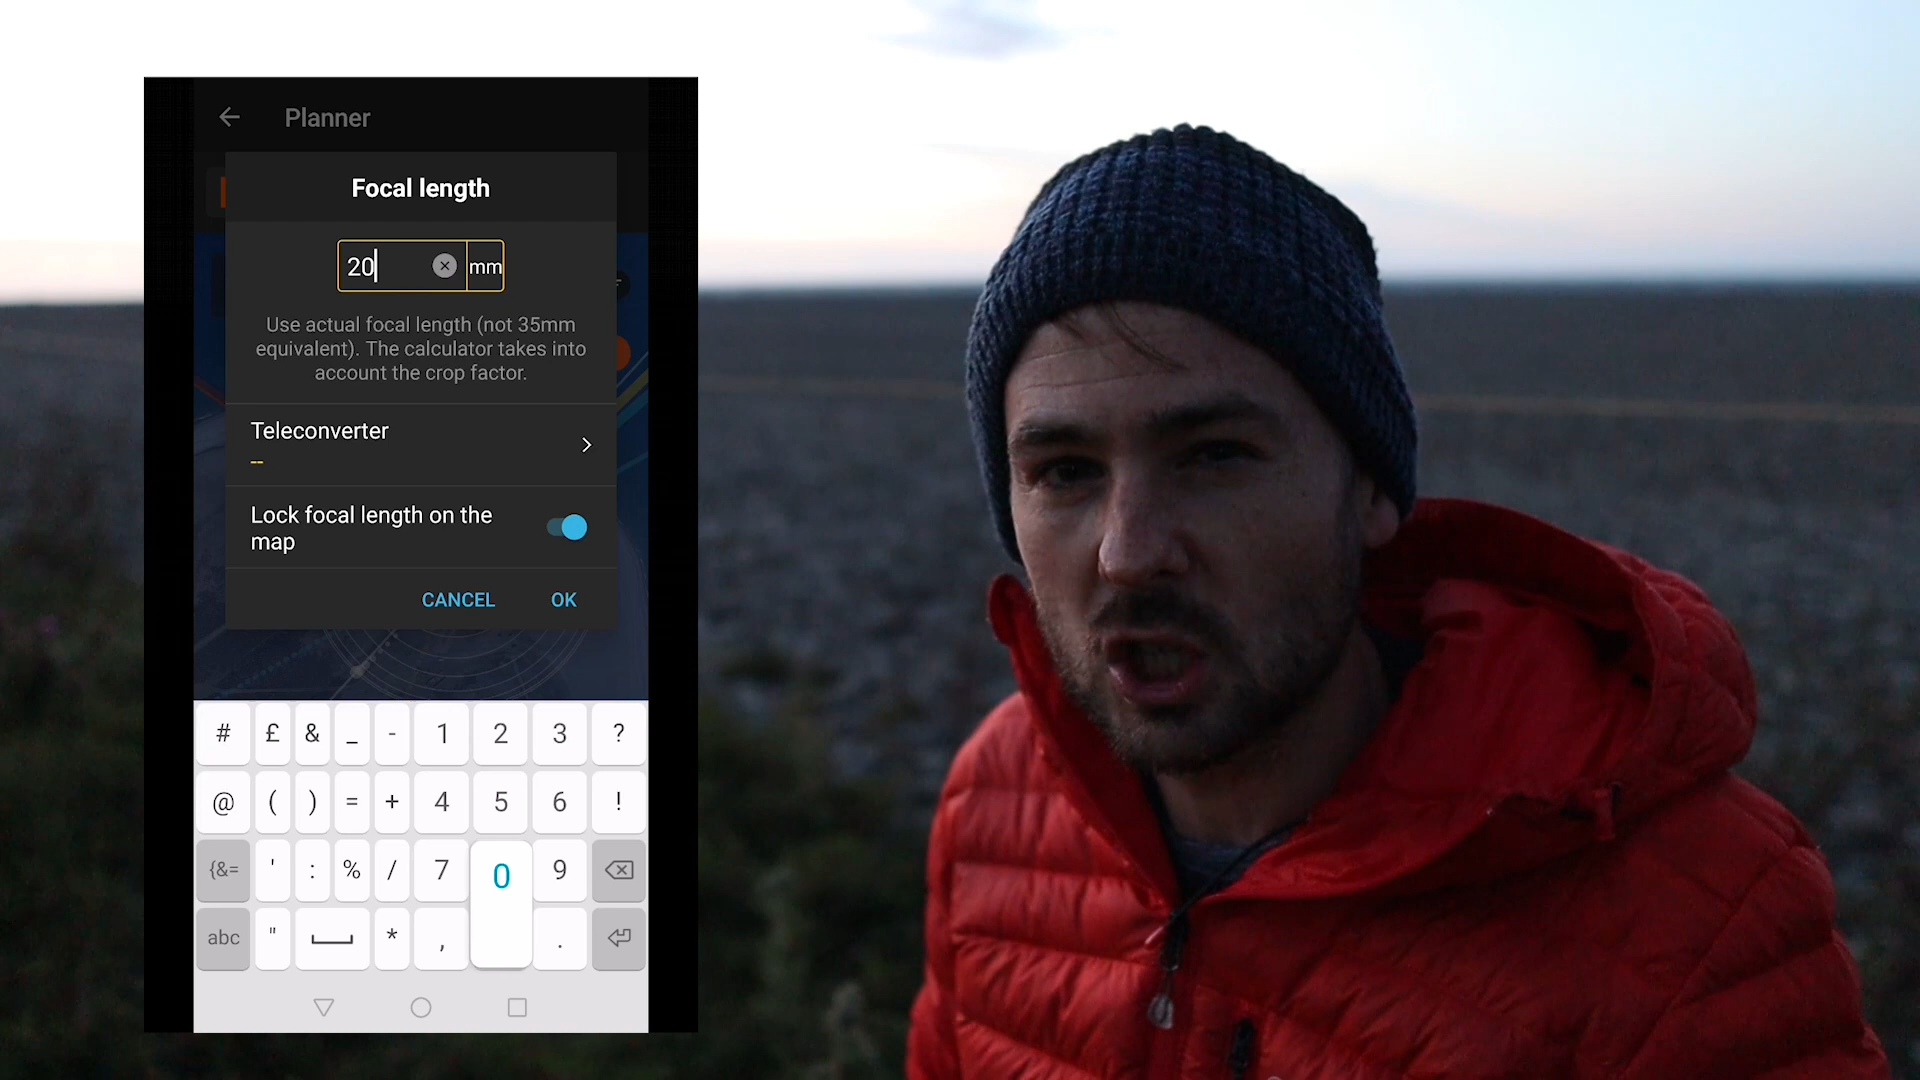 Planner
Focal length
20 mm
Use actual focal length (not 35mm
equivalent). The calculator takes into
account the crop factor.
Teleconverter
--
Lock focal length on the
map
CANCEL OK
# £ & _ - 1 2 3 ?
@ ( ) = + 4 5 6 !
{&= ' : % / 7 0 9
abc " * , .